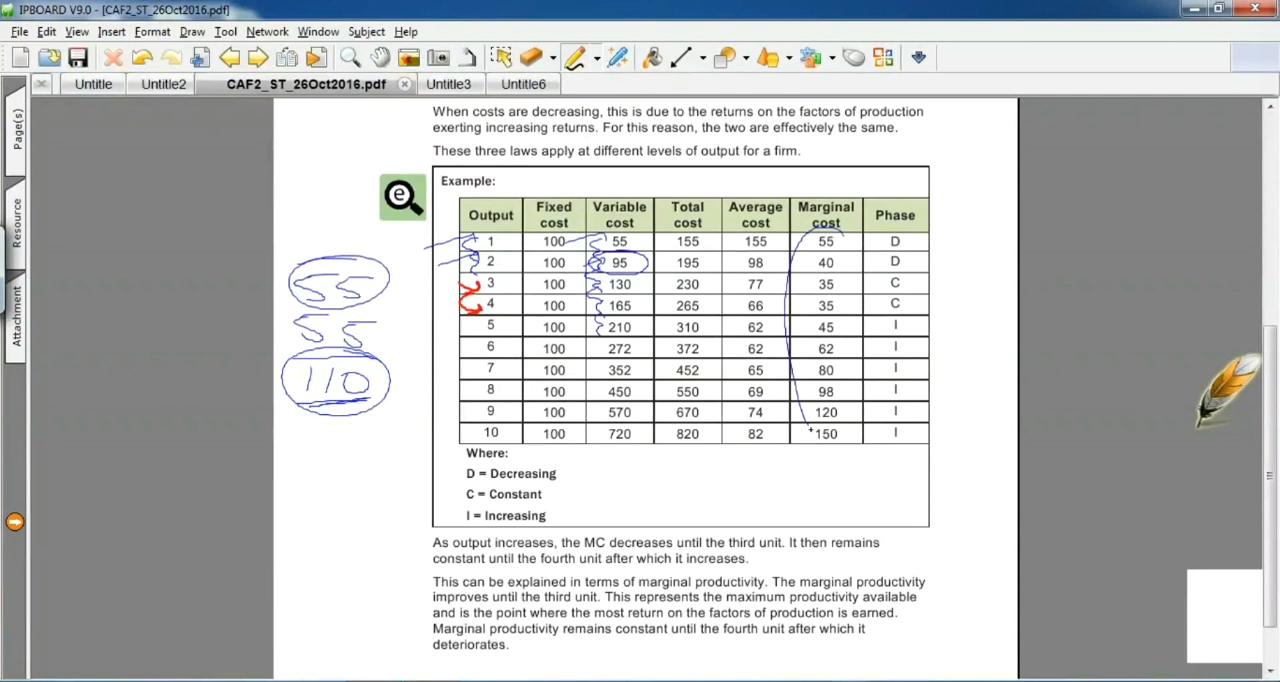 IPBOARD V9.0 - [CAF2_ST_26Oct2016.pdf]
File Edit View Insert Format Draw Tool Network Window Subject Help
Untitle Untitle2 CAF2_ST_26Oct2016.pdf Untitle3 Untitle6
Page(s)
Resource
Attachment
When costs are decreasing, this is due to the returns on the factors of production
exerting increasing returns. For this reason, the two are effectively the same.
These three laws apply at different levels of output for a firm.
e
Example:
Output Fixed cost Variable cost Total cost Average cost Marginal cost Phase
1 100 55 155 155 55 D
2 100 95 195 98 40 D
3 100 130 230 77 35 C
4 100 165 265 66 35 C
5 100 210 310 62 45 I
6 100 272 372 62 62 I
7 100 352 452 65 80 I
8 100 450 550 69 98 I
9 100 570 670 74 120 I
10 100 720 820 82 150 I
55
55
110
Where:
D = Decreasing
C = Constant
I = Increasing
As output increases, the MC decreases until the third unit. It then remains
constant until the fourth unit after which it increases.
This can be explained in terms of marginal productivity. The marginal productivity
improves until the third unit. This represents the maximum productivity available
and is the point where the most return on the factors of production is earned.
Marginal productivity remains constant until the fourth unit after which it
deteriorates.